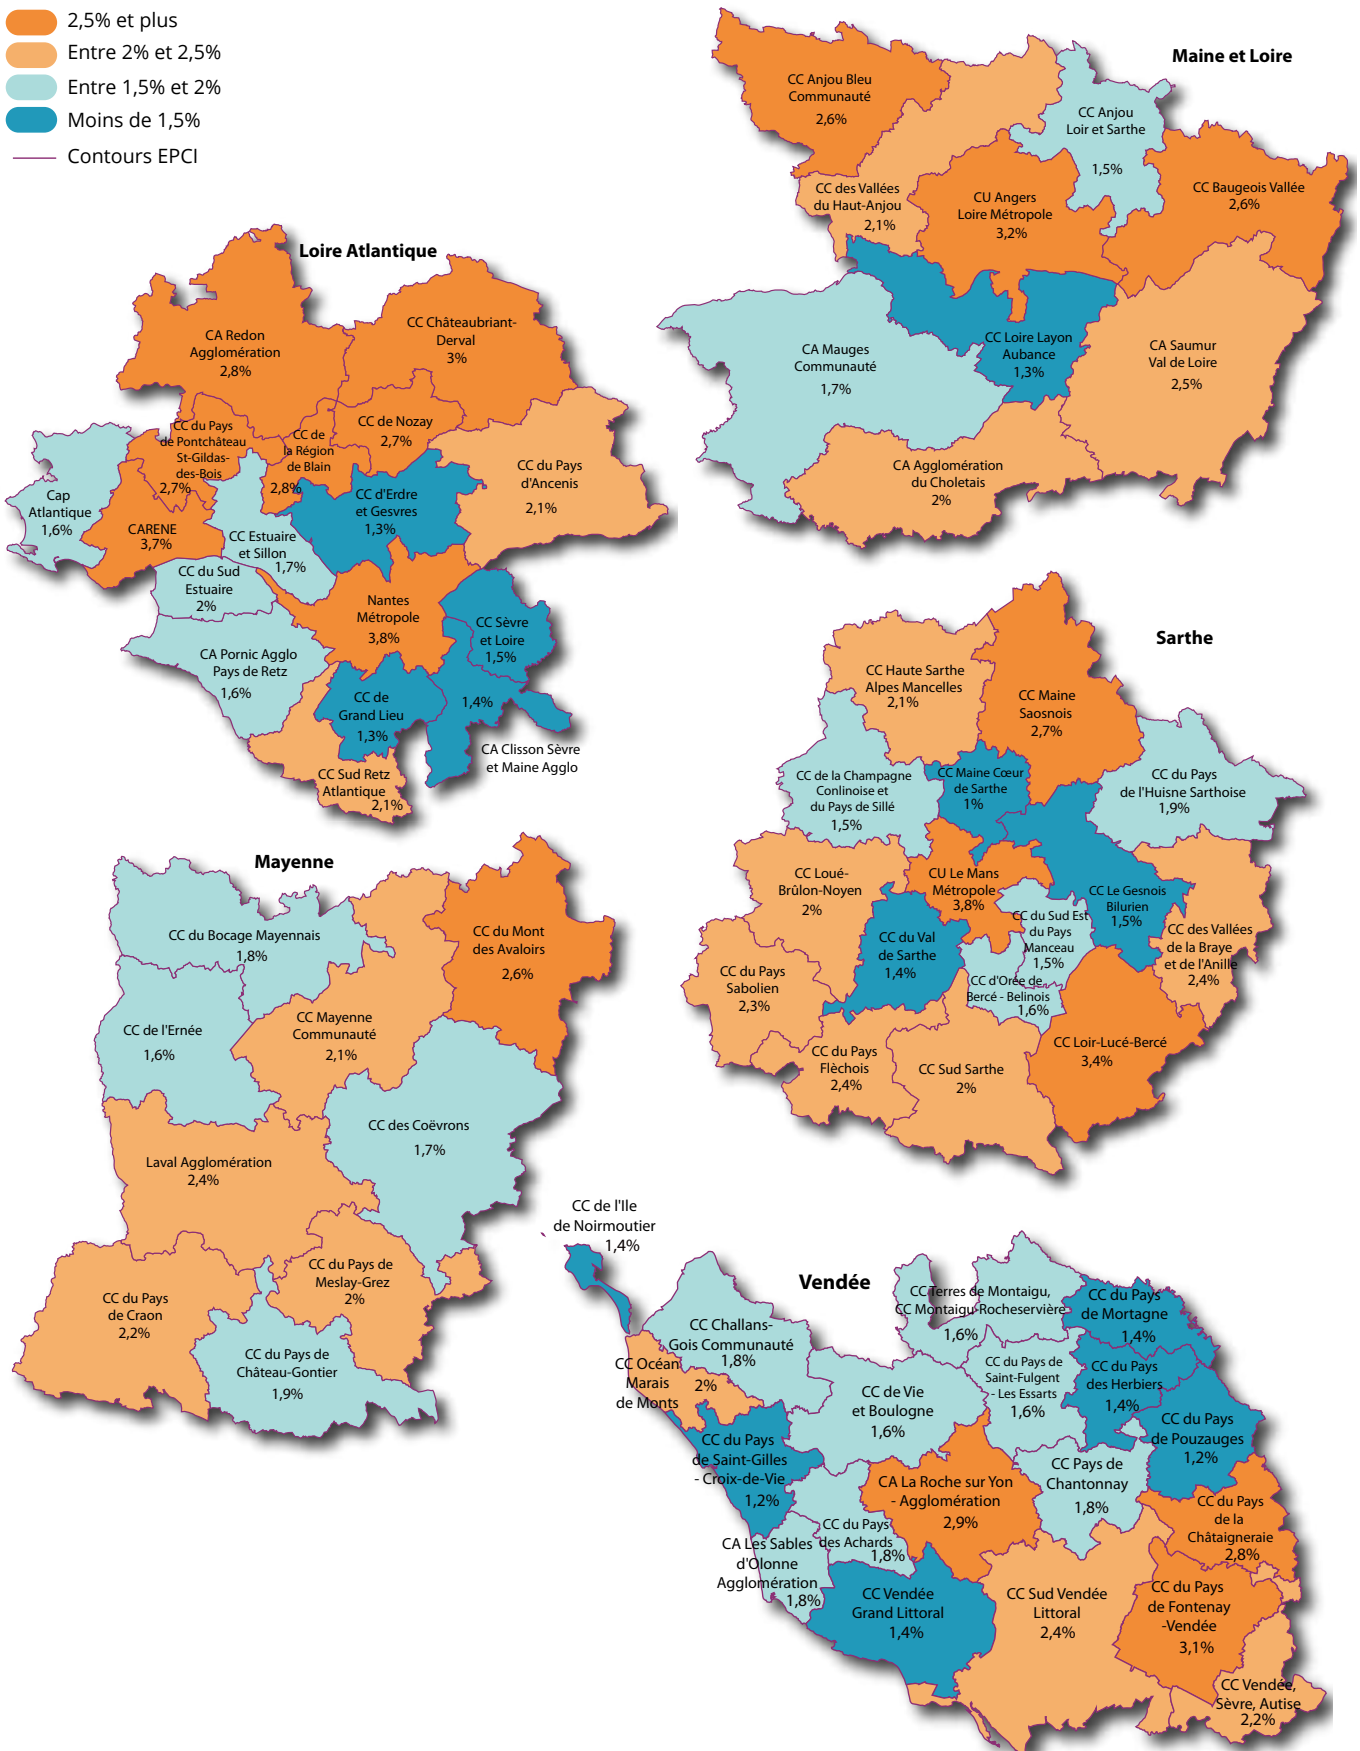 2,5% et plus
Entre 2% et 2,5%
Entre 1,5% et 2%
Moins de 1,5%
Contours EPCI
Maine et Loire
CC Anjou Bleu
Communauté
2,6%
CC Anjou
Loir et Sarthe
1,5%
CC des Vallées
du Haut-Anjou
2,1%
CU Angers
Loire Métropole
3,2%
CC Baugeois Vallée
2,6%
CA Mauges
Communauté
1,7%
CC Loire Layon
Aubance
1,3%
CA Saumur
Val de Loire
2,5%
CA Agglomération
du Choletais
2%
Loire Atlantique
CA Redon
Agglomération
2,8%
CC Châteaubriant-
Derval
3%
CC du Pays
de Pontchâteau
St-Gildas-
des-Bois
2,7%
CC de
la Région
de Blain
2,8%
CC de Nozay
2,7%
CC du Pays
d'Ancenis
2,1%
Cap
Atlantique
1,6%
CARENE
3,7%
CC d'Erdre
et Gesvres
1,3%
CC Estuaire
et Sillon
1,7%
CC du Sud
Estuaire
2%
Nantes
Métropole
3,8%
CC Sèvre
et Loire
1,5%
CA Pornic Agglo
Pays de Retz
1,6%
CC de
Grand Lieu
1,3%
1,4%
CA Clisson Sèvre
et Maine Agglo
CC Sud Retz
Atlantique
2,1%
Sarthe
CC Haute Sarthe
Alpes Mancelles
2,1%
CC Maine
Saosnois
2,7%
CC de la Champagne
Conlinoise et
du Pays de Sillé
1,5%
CC Maine Cœur
de Sarthe
1%
CC du Pays
de l'Huisne Sarthoise
1,9%
CC Loué-
Brûlon-Noyen
2%
CU Le Mans
Métropole
3,8%
CC Le Gesnois
Bilurien
1,5%
CC du Sud Est
du Pays
Manceau
1,5%
CC du Val
de Sarthe
1,4%
CC des Vallées
de la Braye
et de l'Anille
2,4%
CC du Pays
Sabolien
2,3%
CC d'Orée de
Bercé - Belinois
1,6%
CC du Pays
Flèchois
2,4%
CC Sud Sarthe
2%
CC Loir-Lucé-Bercé
3,4%
Mayenne
CC du Bocage Mayennais
1,8%
CC du Mont
des Avaloirs
2,6%
CC de l'Ernée
1,6%
CC Mayenne
Communauté
2,1%
CC des Coëvrons
1,7%
Laval Agglomération
2,4%
CC du Pays de
Meslay-Grez
2%
CC du Pays
de Craon
2,2%
CC du Pays de
Château-Gontier
1,9%
Vendée
CC de l'Ile
de Noirmoutier
1,4%
CC Challans-
Gois Communauté
1,8%
CC Terres de Montaigu,
CC Montaigu-Rocheservière
1,6%
CC du Pays
de Mortagne
1,4%
CC Océan
Marais
de Monts
2%
CC de Vie
et Boulogne
1,6%
CC du Pays de
Saint-Fulgent
- Les Essarts
1,6%
CC du Pays
des Herbiers
1,4%
CC du Pays
de Pouzauges
1,2%
CC du Pays
de Saint-Gilles
- Croix-de-Vie
1,2%
CA La Roche sur Yon
- Agglomération
2,9%
CC Pays de
Chantonnay
1,8%
CC du Pays
de la
Châtaigneraie
2,8%
CC du Pays
des Achards
1,8%
CA Les Sables
d'Olonne
Agglomération
1,8%
CC Vendée
Grand Littoral
1,4%
CC Sud Vendée
Littoral
2,4%
CC du Pays
de Fontenay
-Vendée
3,1%
CC Vendée,
Sèvre, Autise
2,2%